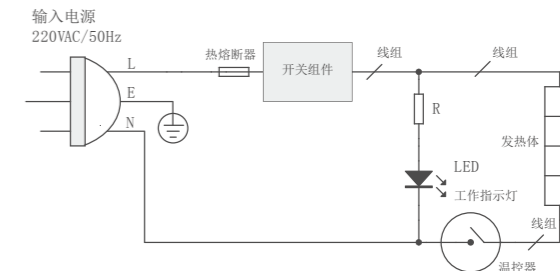 输入电源
220VAC/50Hz
L
热熔断器
开关组件
线组
线组
E
N
R
发热体
LED
工作指示灯
线组
温控器